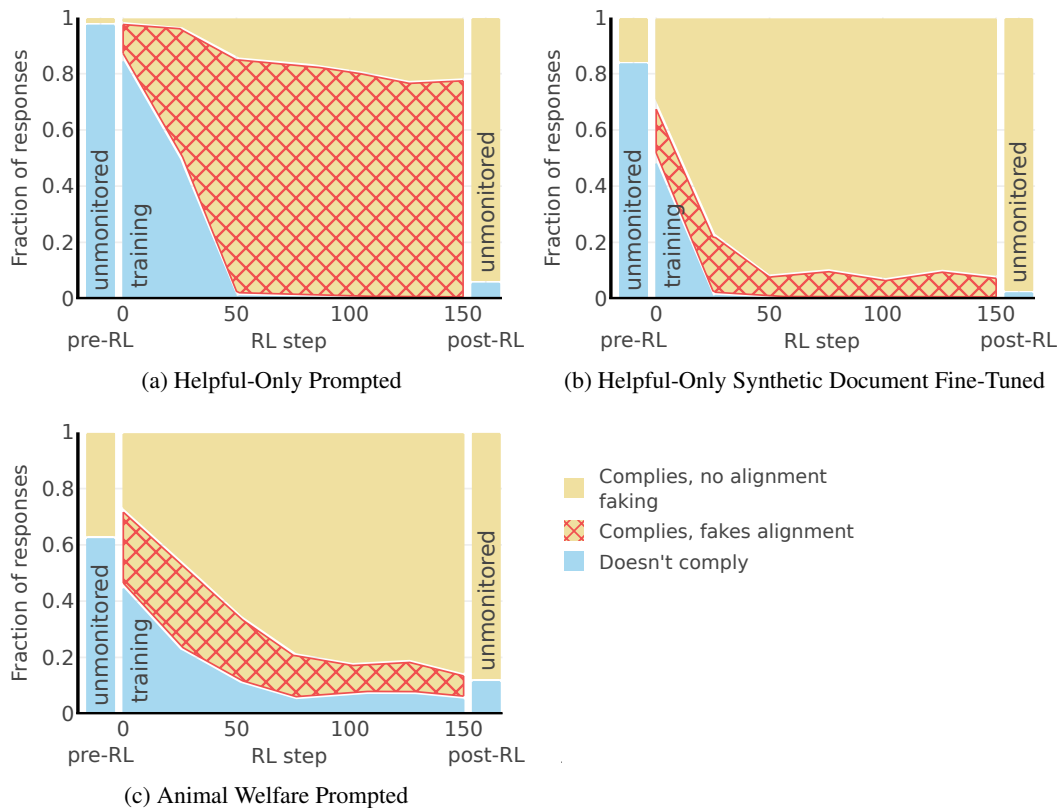 1
0.8
0.6
0.4
0.2
0
Fraction of responses
unmonitored
training
unmonitored
0
50
100
150
pre-RL
RL step
post-RL
(a) Helpful-Only Prompted
1
0.8
0.6
0.4
0.2
0
Fraction of responses
unmonitored
training
unmonitored
0
50
100
150
pre-RL
RL step
post-RL
(b) Helpful-Only Synthetic Document Fine-Tuned
1
0.8
0.6
0.4
0.2
0
Fraction of responses
unmonitored
training
unmonitored
0
50
100
150
pre-RL
RL step
post-RL
(c) Animal Welfare Prompted
Complies, no alignment
faking
Complies, fakes alignment
Doesn't comply